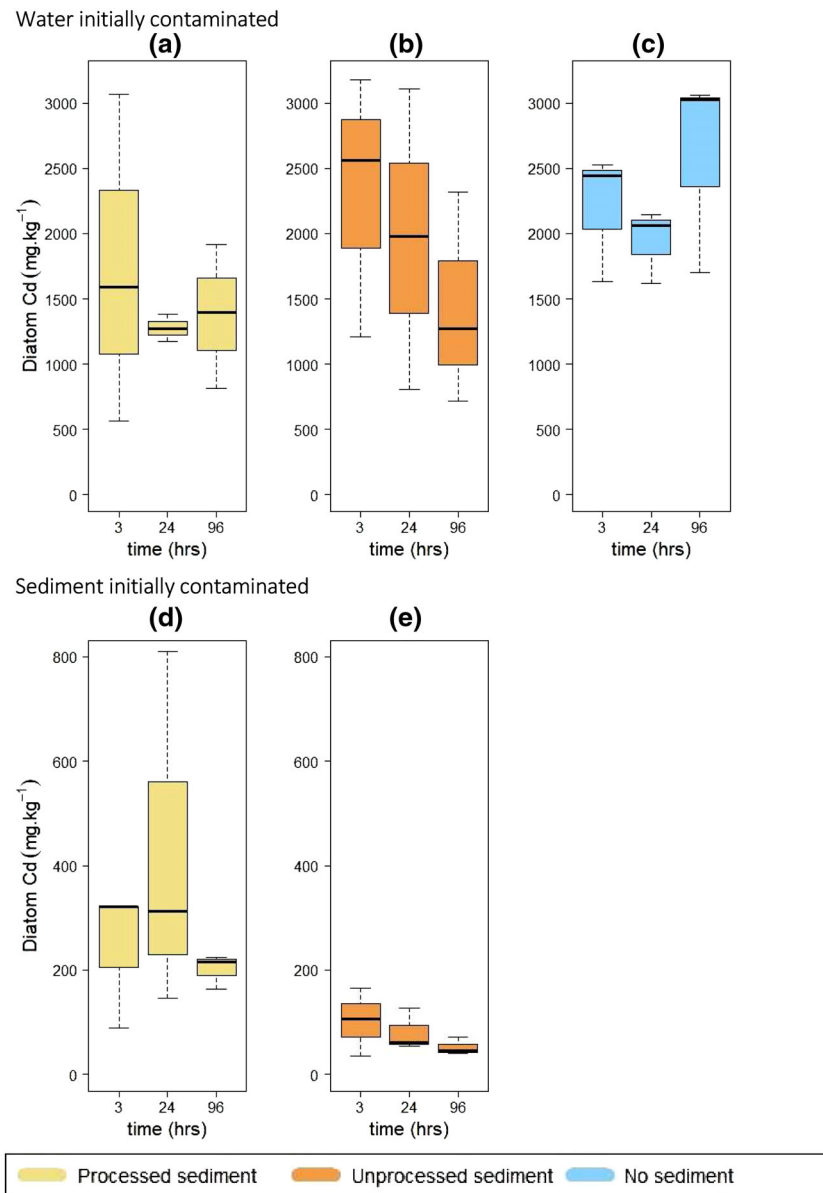 Water initially contaminated
(a) (b) (c)
Diatom Cd (mg.kg⁻¹)
3000 3000 3000
2500 2500 2500
2000 2000 2000
1500 1500 1500
1000 1000 1000
500 500 500
0 0 0
3 24 96 3 24 96 3 24 96
time (hrs) time (hrs) time (hrs)
Sediment initially contaminated
(d) (e)
Diatom Cd (mg.kg⁻¹)
800 800
600 600
400 400
200 200
0 0
3 24 96 3 24 96
time (hrs) time (hrs)
Processed sediment Unprocessed sediment No sediment